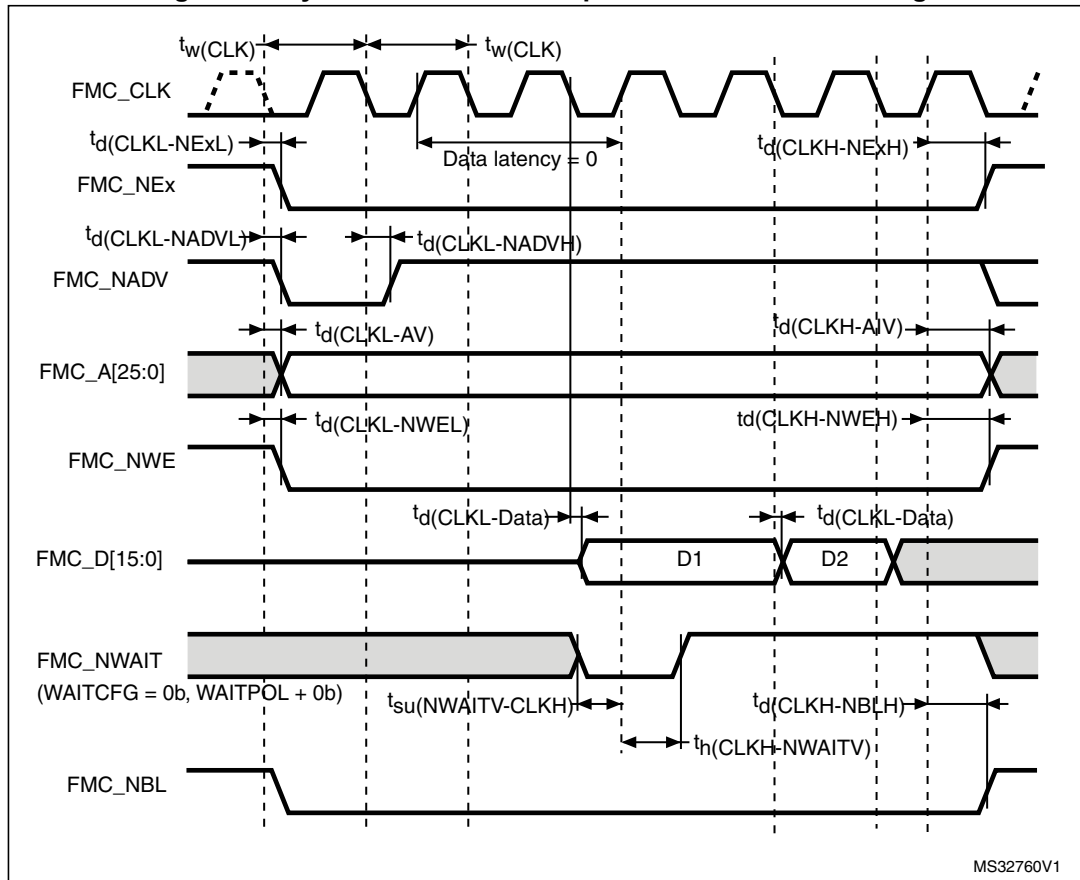 tw(CLK) tw(CLK)
FMC_CLK
td(CLKL-NExL) Data latency = 0 td(CLKH-NExH)
FMC_NEx
td(CLKL-NADVL) td(CLKL-NADVH)
FMC_NADV
td(CLKL-AV) td(CLKH-AIV)
FMC_A[25:0]
td(CLKL-NWEL) td(CLKH-NWEH)
FMC_NWE
td(CLKL-Data) td(CLKL-Data)
FMC_D[15:0] D1 D2
FMC_NWAIT
(WAITCFG = 0b, WAITPOL + 0b)
tsu(NWAITV-CLKH) td(CLKH-NBLH)
th(CLKH-NWAITV)
FMC_NBL
MS32760V1